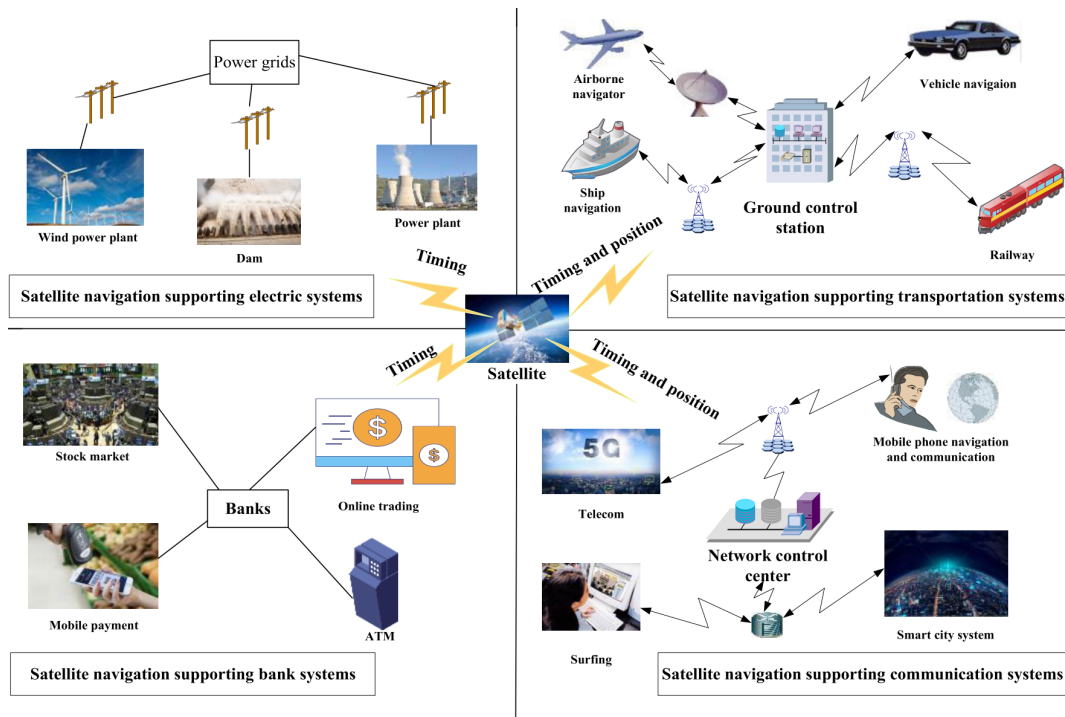 Power grids
Wind power plant
Dam
Power plant
Timing
Satellite navigation supporting electric systems
Airborne
navigator
Vehicle navigaion
Ship
navigation
Ground control
station
Railway
Timing and position
Satellite navigation supporting transportation systems
Satellite
Timing
Stock market
$
$
Online trading
Banks
Mobile payment
ATM
Satellite navigation supporting bank systems
Timing and position
Mobile phone navigation
and communication
5G
Telecom
Network control
center
Surfing
Smart city system
Satellite navigation supporting communication systems